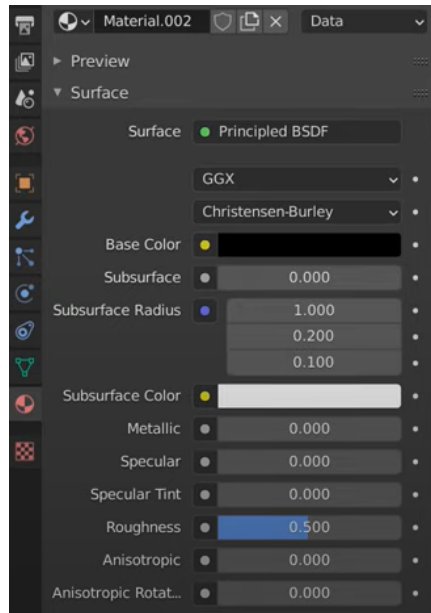 Material.002 Data
Preview
Surface
Surface Principled BSDF
GGX
Christensen-Burley
Base Color
Subsurface 0.000
Subsurface Radius 1.000
0.200
0.100
Subsurface Color
Metallic 0.000
Specular 0.000
Specular Tint 0.000
Roughness 0.500
Anisotropic 0.000
Anisotropic Rotat... 0.000